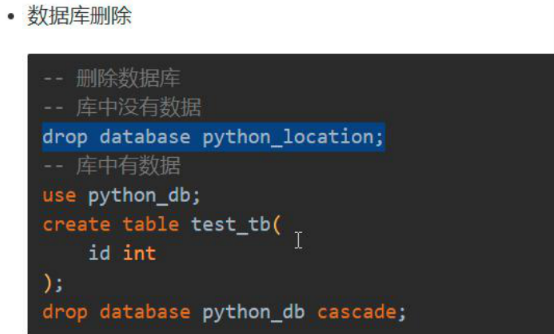 • 数据库删除
-- 删除数据库
-- 库中没有数据
drop database python_location;
-- 库中有数据
use python_db;
create table test_tb(
    id int
);
drop database python_db cascade;